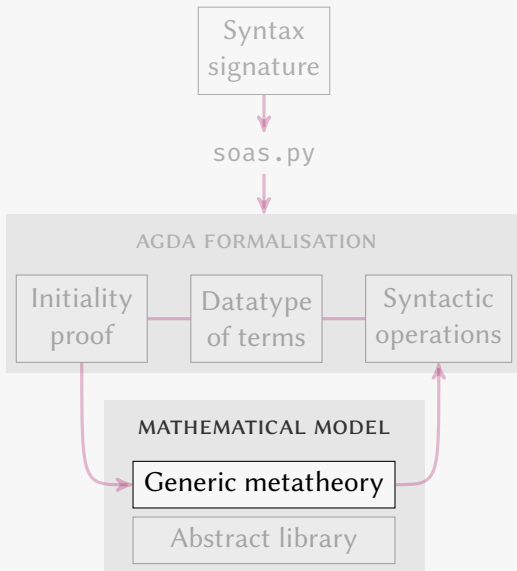 Syntax
signature
soas.py
AGDA FORMALISATION
Initiality
proof
Datatype
of terms
Syntactic
operations
MATHEMATICAL MODEL
Generic metatheory
Abstract library